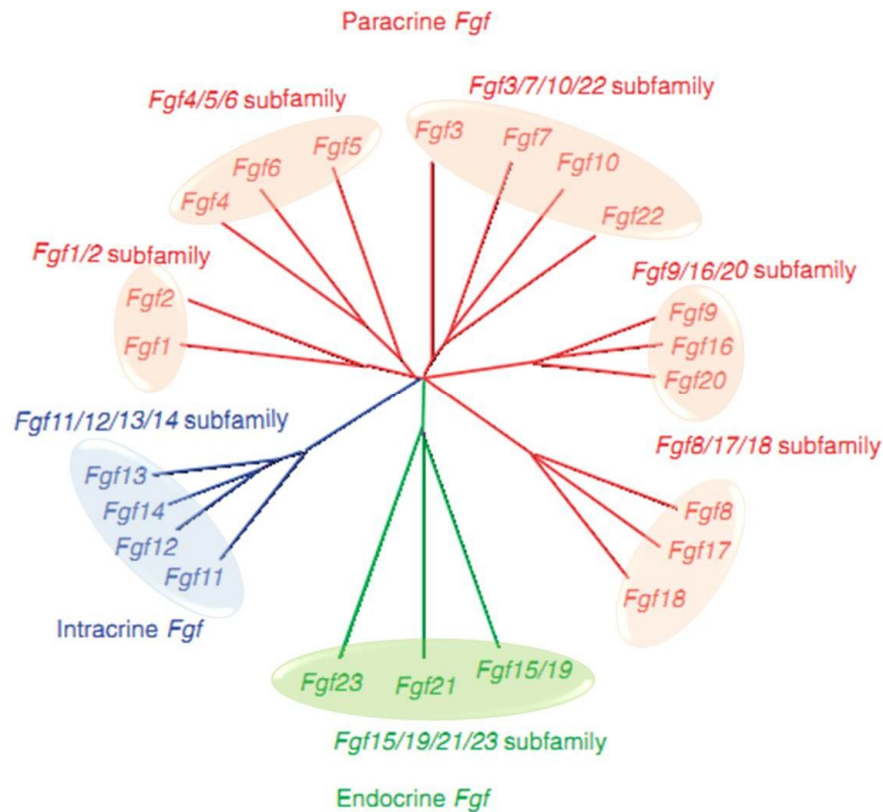 Paracrine Fgf
Fgf4/5/6 subfamily
Fgf4
Fgf6
Fgf5
Fgf3/7/10/22 subfamily
Fgf3
Fgf7
Fgf10
Fgf22
Fgf1/2 subfamily
Fgf2
Fgf1
Fgf9/16/20 subfamily
Fgf9
Fgf16
Fgf20
Fgf11/12/13/14 subfamily
Fgf13
Fgf14
Fgf12
Fgf11
Intracrine Fgf
Fgf8/17/18 subfamily
Fgf8
Fgf17
Fgf18
Fgf23
Fgf21
Fgf15/19
Fgf15/19/21/23 subfamily
Endocrine Fgf